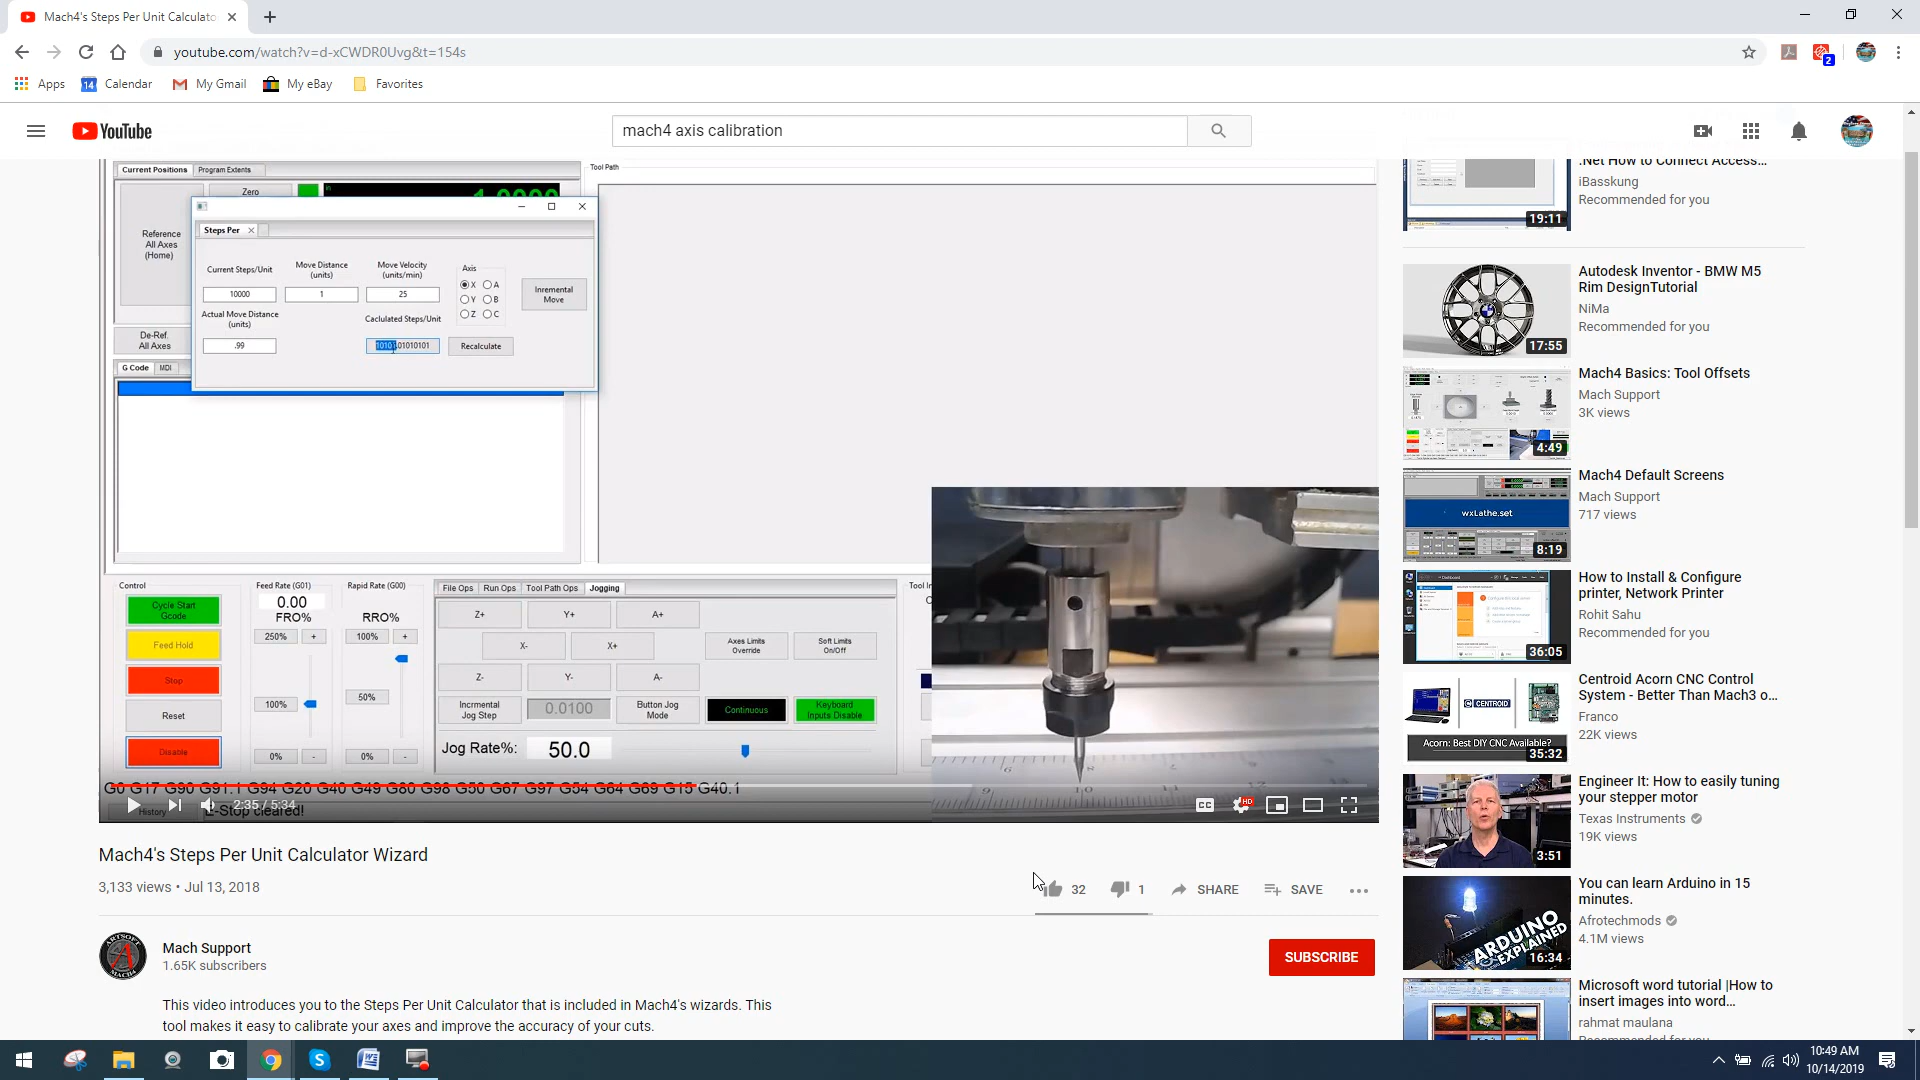 Mach4's Steps Per Unit Calculato
youtube.com/watch?v=d-xCWDR0Uvg&t=154s
2
Apps
14
Calendar
My Gmail
My eBay
Favorites
YouTube
mach4 axis calibration
Current Positions
Program Extents
Tool Path
Zero
Reference
All Axes
(Home)
De-Ref
All Axes
G Code
MDI
Steps Per
Current Steps/Unit
Move Distance
(units)
Move Velocity
(units/min)
Axis
X
A
Y
B
Z
C
Inremental
Move
10000
1
25
Actual Move Distance
(units)
Caclulated Steps/Unit
.99
Recalculate
Control
Cycle Start
Gcode
Feed Hold
Stop
Reset
Disable
Feed Rate (G01)
0.00
FRO%
250%
+
100%
0%
-
Rapid Rate (G00)
RRO%
100%
+
50%
0%
-
File Ops
Run Ops
Tool Path Ops
Jogging
Z+
Y+
A+
X-
X+
Axes Limits
Override
Soft Limits
On/Off
Z-
Y-
A-
Incrmental
Jog Step
0.0100
Button Jog
Mode
Continuous
Keyboard
Inputs Disable
Jog Rate%:
50.0
G0 G17 G90 G91.1 G94 G20 G40 G49 G80 G98 G50 G67 G97 G54 G64 G69 G15 G40.1
History
E-Stop cleared!
2:35 / 5:34
CC
HD
10
Mach4's Steps Per Unit Calculator Wizard
3,133 views • Jul 13, 2018
32
1
SHARE
SAVE
Mach Support
1.65K subscribers
SUBSCRIBE
This video introduces you to the Steps Per Unit Calculator that is included in Mach4's wizards. This
tool makes it easy to calibrate your axes and improve the accuracy of your cuts.
.Net How to Connect Access...
iBasskung
Recommended for you
19:11
Autodesk Inventor - BMW M5
Rim DesignTutorial
NiMa
Recommended for you
17:55
Mach4 Basics: Tool Offsets
Mach Support
3K views
4:49
Mach4 Default Screens
Mach Support
717 views
wxLathe.set
8:19
How to Install & Configure
printer, Network Printer
Rohit Sahu
Recommended for you
36:05
Centroid Acorn CNC Control
System - Better Than Mach3 o...
Franco
22K views
CENTROID
Acorn: Best DIY CNC Available?
35:32
Engineer It: How to easily tuning
your stepper motor
Texas Instruments
19K views
3:51
You can learn Arduino in 15
minutes.
Afrotechmods
4.1M views
ARDUINO
EXPLAINED
16:34
Microsoft word tutorial |How to
insert images into word...
rahmat maulana
10:49 AM
10/14/2019